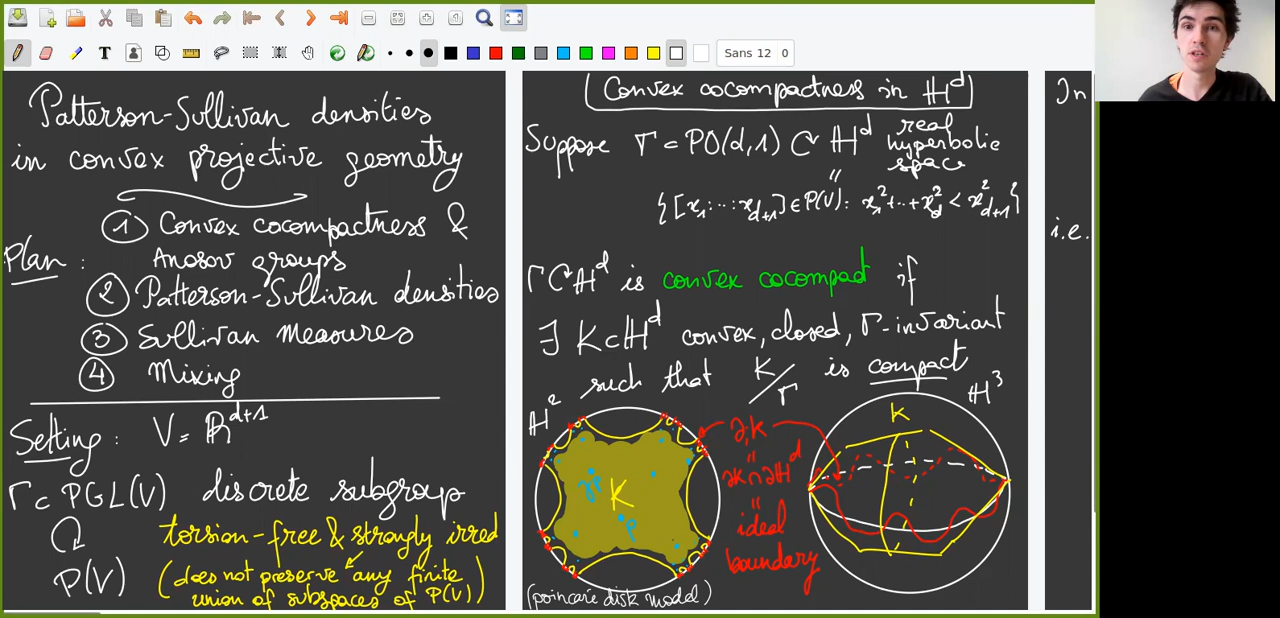 Sans 12 0
Patterson-Sullivan densities
in convex projective geometry
Plan :
① Convex cocompactness &
Anosov groups
② Patterson-Sullivan densities
③ Sullivan measures
④ Mixing
Setting : V = ℝ^{d+1}
Γ ⊂ PGL(V) discrete subgroup
↻
P(V)
torsion-free & strongly irred
(does not preserve any finite
union of subspaces of P(V))
Convex cocompactness in ℍ^d
Suppose Γ ⊂ PO(d,1) ↻ ℍ^d real
hyperbolic
space
"
{[x_1:...:x_{d+1}] ∈ P(V): x_1^2+..+x_d^2 < x_{d+1}^2}
Γ ↻ ℍ^d is convex cocompact if
∃ K ⊂ ℍ^d convex, closed, Γ-invariant
such that K/Γ is compact
ℍ^2
K
γp
p
(poincaré disk model)
∂_iK
"
∂K ∩ ∂ℍ^d
"
ideal
boundary
ℍ^3
K
In
i.e.